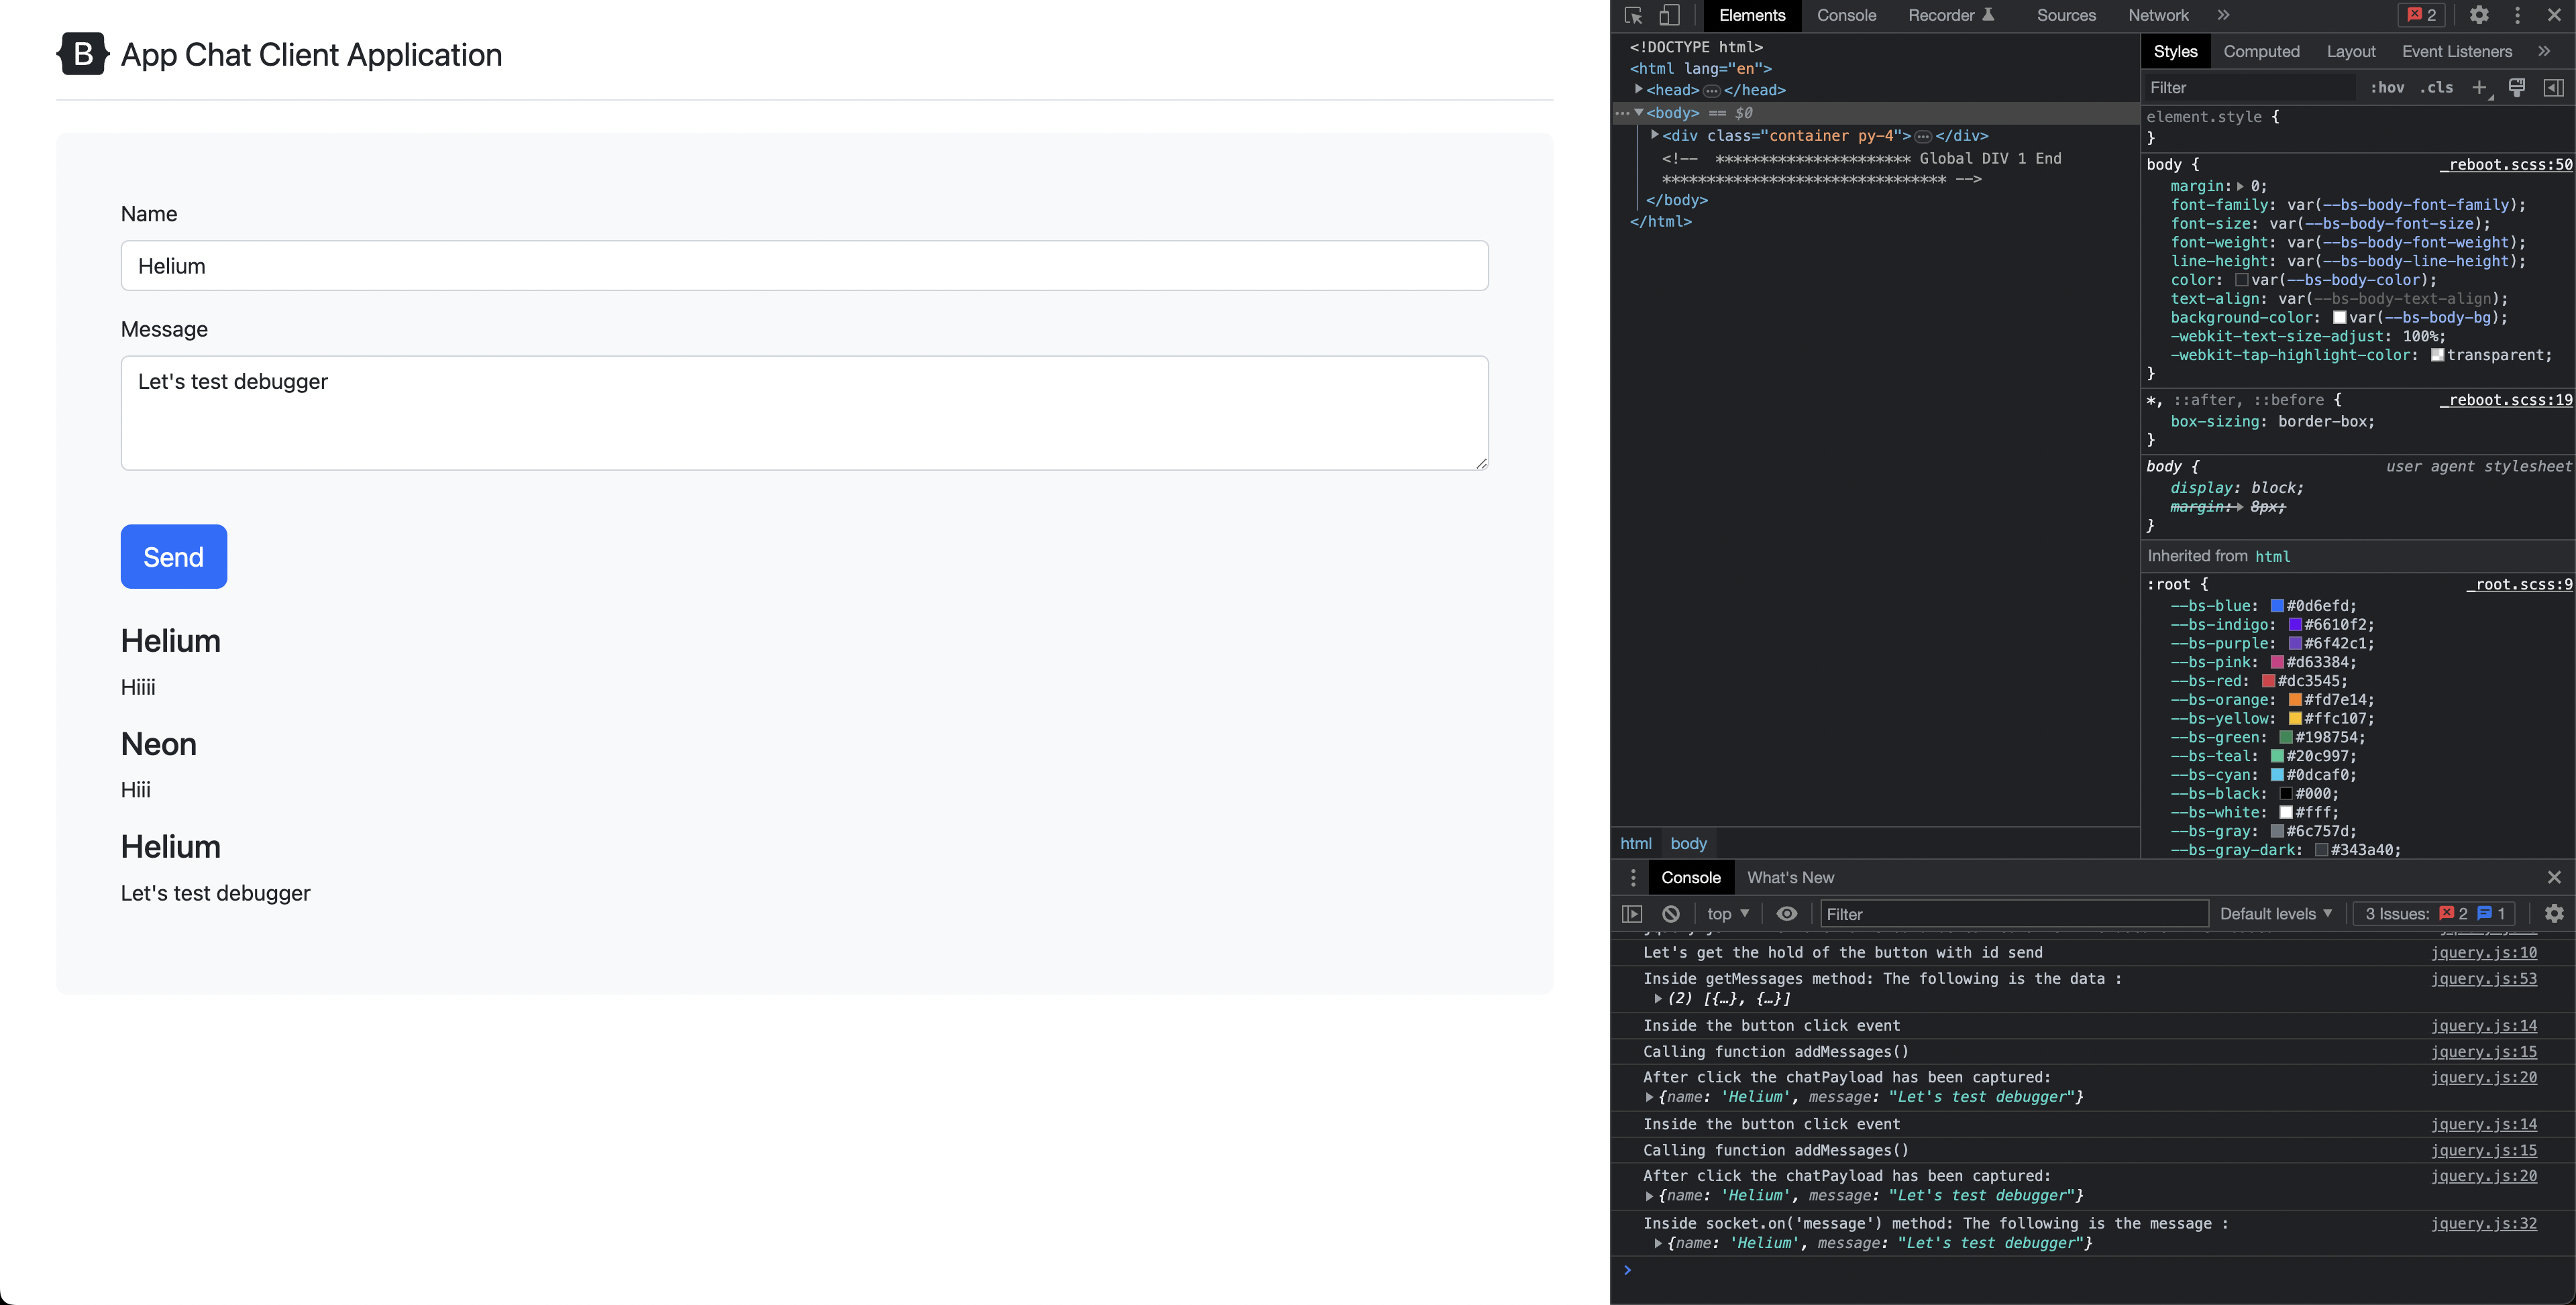 B App Chat Client Application
Name
Helium
Message
Let's test debugger
Send
Helium
Hiiii
Neon
Hiii
Helium
Let's test debugger
Elements Console Recorder Sources Network » 2
<!DOCTYPE html>
<html lang="en">
<head>…</head>
… <body> == $0
<div class="container py-4">…</div>
<!-- ********************** Global DIV 1 End
******************************** -->
</body>
</html>
html body
Styles Computed Layout Event Listeners »
Filter :hov .cls +
element.style {
}
body { _reboot.scss:50
margin: 0;
font-family: var(--bs-body-font-family);
font-size: var(--bs-body-font-size);
font-weight: var(--bs-body-font-weight);
line-height: var(--bs-body-line-height);
color: var(--bs-body-color);
text-align: var(--bs-body-text-align);
background-color: var(--bs-body-bg);
-webkit-text-size-adjust: 100%;
-webkit-tap-highlight-color: transparent;
}
*, ::after, ::before { _reboot.scss:19
box-sizing: border-box;
}
body { user agent stylesheet
display: block;
margin: 8px;
}
Inherited from html
:root { _root.scss:9
--bs-blue: #0d6efd;
--bs-indigo: #6610f2;
--bs-purple: #6f42c1;
--bs-pink: #d63384;
--bs-red: #dc3545;
--bs-orange: #fd7e14;
--bs-yellow: #ffc107;
--bs-green: #198754;
--bs-teal: #20c997;
--bs-cyan: #0dcaf0;
--bs-black: #000;
--bs-white: #fff;
--bs-gray: #6c757d;
--bs-gray-dark: #343a40;
Console What's New
top Filter Default levels 3 Issues: 2 1
Let's get the hold of the button with id send jquery.js:10
Inside getMessages method: The following is the data : jquery.js:53
(2) [{…}, {…}]
Inside the button click event jquery.js:14
Calling function addMessages() jquery.js:15
After click the chatPayload has been captured: jquery.js:20
{name: 'Helium', message: "Let's test debugger"}
Inside the button click event jquery.js:14
Calling function addMessages() jquery.js:15
After click the chatPayload has been captured: jquery.js:20
{name: 'Helium', message: "Let's test debugger"}
Inside socket.on('message') method: The following is the message : jquery.js:32
{name: 'Helium', message: "Let's test debugger"}